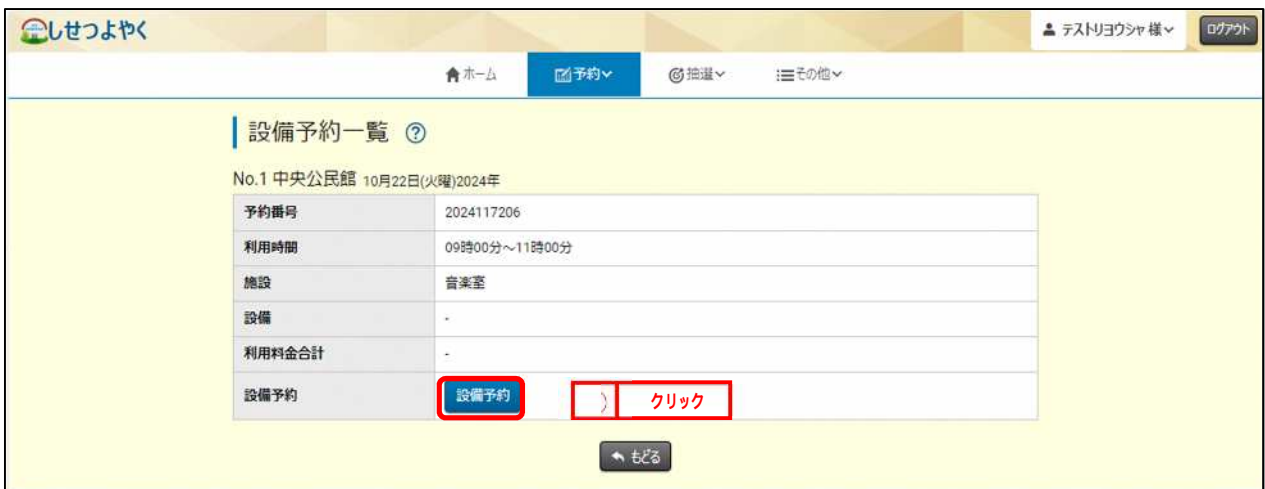 しせつよやく
テストリヨウシャ 様
ログアウト
ホーム
予約
抽選
その他
設備予約一覧
No.1 中央公民館 10月22日(火曜)2024年
予約番号 2024117206
利用時間 09時00分～11時00分
施設 音楽室
設備 -
利用料金合計 -
設備予約 設備予約 ) クリック
もどる